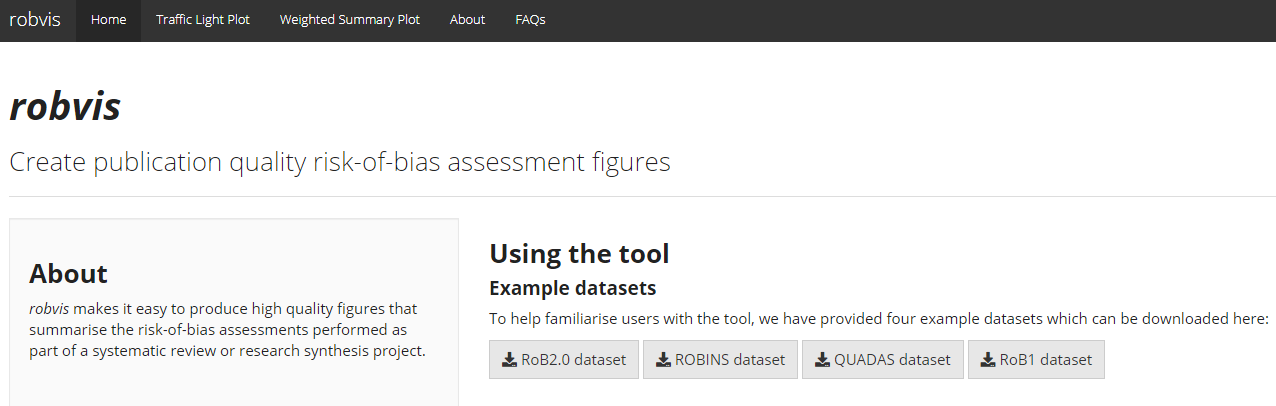 robvis Home Traffic Light Plot Weighted Summary Plot About FAQs
robvis
Create publication quality risk-of-bias assessment figures
About
robvis makes it easy to produce high quality figures that
summarise the risk-of-bias assessments performed as
part of a systematic review or research synthesis project.
Using the tool
Example datasets
To help familiarise users with the tool, we have provided four example datasets which can be downloaded here:
RoB2.0 dataset ROBINS dataset QUADAS dataset RoB1 dataset